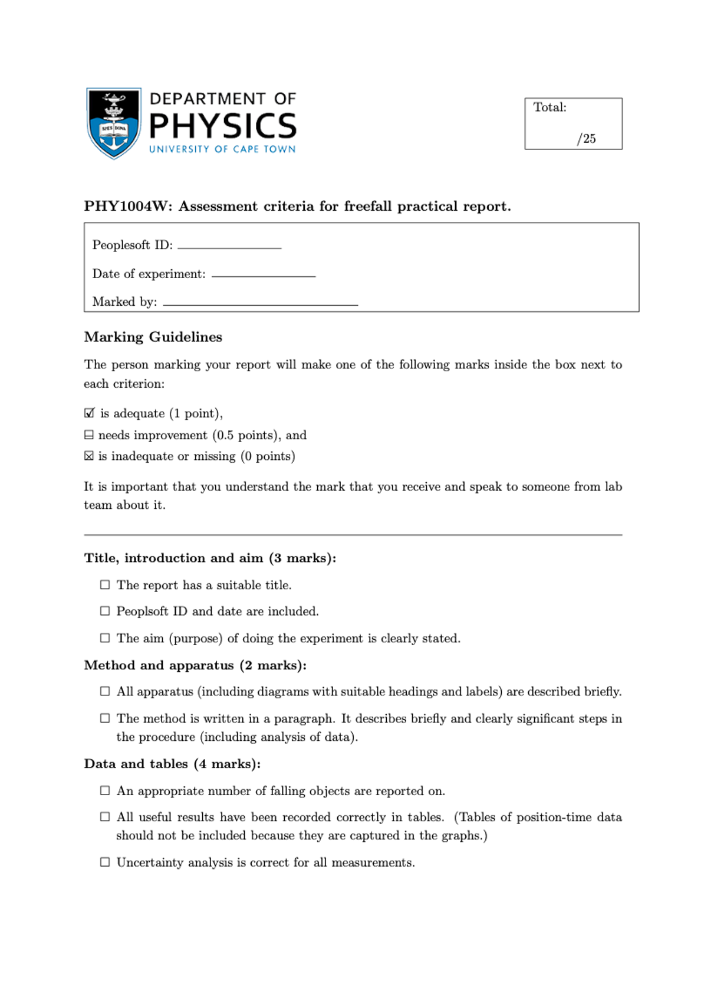 DEPARTMENT OF
PHYSICS
UNIVERSITY OF CAPE TOWN
SPES BONA
Total:
/25
PHY1004W: Assessment criteria for freefall practical report.
Peoplesoft ID:
Date of experiment:
Marked by:
Marking Guidelines
The person marking your report will make one of the following marks inside the box next to
each criterion:
☑ is adequate (1 point),
⊟ needs improvement (0.5 points), and
☒ is inadequate or missing (0 points)
It is important that you understand the mark that you receive and speak to someone from lab
team about it.
Title, introduction and aim (3 marks):
☐ The report has a suitable title.
☐ Peoplsoft ID and date are included.
☐ The aim (purpose) of doing the experiment is clearly stated.
Method and apparatus (2 marks):
☐ All apparatus (including diagrams with suitable headings and labels) are described briefly.
☐ The method is written in a paragraph. It describes briefly and clearly significant steps in
the procedure (including analysis of data).
Data and tables (4 marks):
☐ An appropriate number of falling objects are reported on.
☐ All useful results have been recorded correctly in tables. (Tables of position-time data
should not be included because they are captured in the graphs.)
☐ Uncertainty analysis is correct for all measurements.